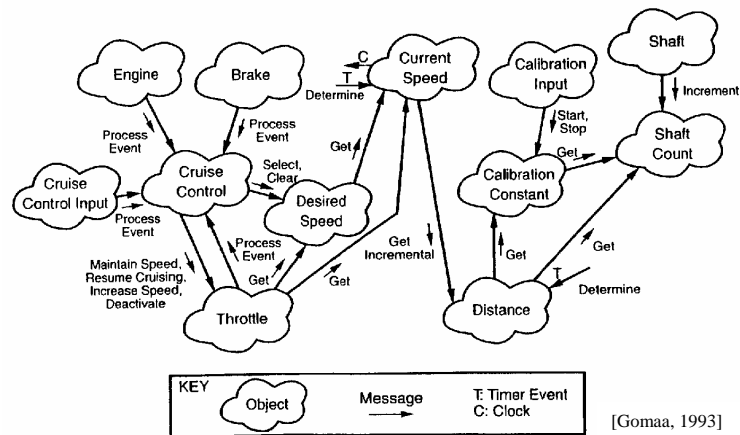 Engine
Brake
C
T
Determine
Current
Speed
Calibration
Input
Shaft
Increment
Process
Event
Process
Event
Start,
Stop
Get
Get
Shaft
Count
Cruise
Control Input
Process
Event
Cruise
Control
Select,
Clear
Desired
Speed
Calibration
Constant
Maintain Speed,
Resume Cruising,
Increase Speed,
Deactivate
Process
Event
Get
Get
Get
Incremental
Get
Get
T
Determine
Throttle
Distance
KEY
Object
Message
T: Timer Event
C: Clock
[Gomaa, 1993]